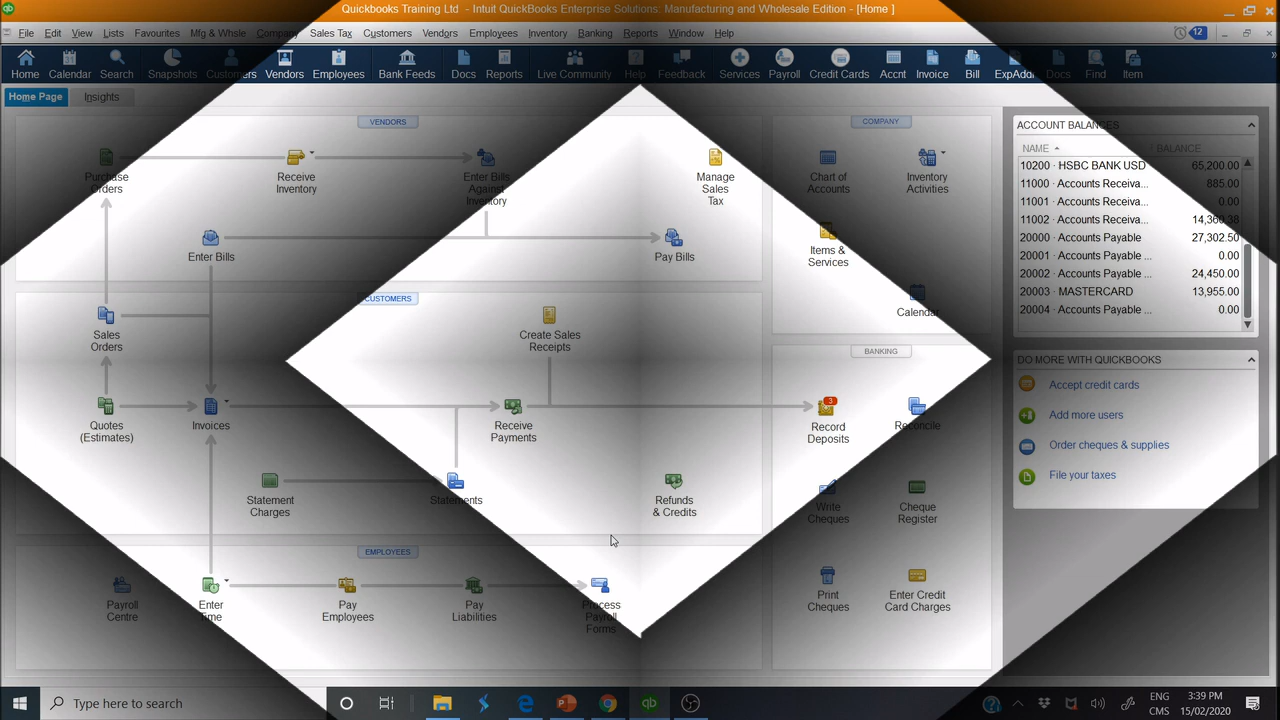 Quickbooks Training Ltd - Intuit QuickBooks Enterprise Solutions: Manufacturing and Wholesale Edition - [Home ]
File Edit View Lists Favourites Mfg & Whsle Company Sales Tax Customers Vendors Employees Inventory Banking Reports Window Help
12
Home Calendar Search Snapshots Customers Vendors Employees Bank Feeds Docs Reports Live Community Help Feedback Services Payroll Credit Cards Accnt Invoice Bill ExpAddi Docs Find Item
Home Page Insights
VENDORS
Purchase
Orders
Receive
Inventory
Enter Bills
Against
Inventory
Manage
Sales
Tax
Enter Bills
Pay Bills
CUSTOMERS
Sales
Orders
Create Sales
Receipts
Quotes
(Estimates)
Invoices
Receive
Payments
Statement
Charges
Statements
Refunds
& Credits
EMPLOYEES
Payroll
Centre
Enter
Time
Pay
Employees
Pay
Liabilities
Process
Payroll
Forms
COMPANY
Chart of
Accounts
Inventory
Activities
Items &
Services
Calendar
BANKING
3
Record
Deposits
Reconcile
Write
Cheques
Cheque
Register
Print
Cheques
Enter Credit
Card Charges
ACCOUNT BALANCES
NAME BALANCE
10200 · HSBC BANK USD 65,200.00
11000 · Accounts Receiva... 885.00
11001 · Accounts Receiva... 0.00
11002 · Accounts Receiva... 14,360.38
20000 · Accounts Payable 27,302.50
20001 · Accounts Payable ... 0.00
20002 · Accounts Payable ... 24,450.00
20003 · MASTERCARD 13,955.00
20004 · Accounts Payable ... 0.00
DO MORE WITH QUICKBOOKS
Accept credit cards
Add more users
Order cheques & supplies
File your taxes
Type here to search
ENG
CMS
3:39 PM
15/02/2020